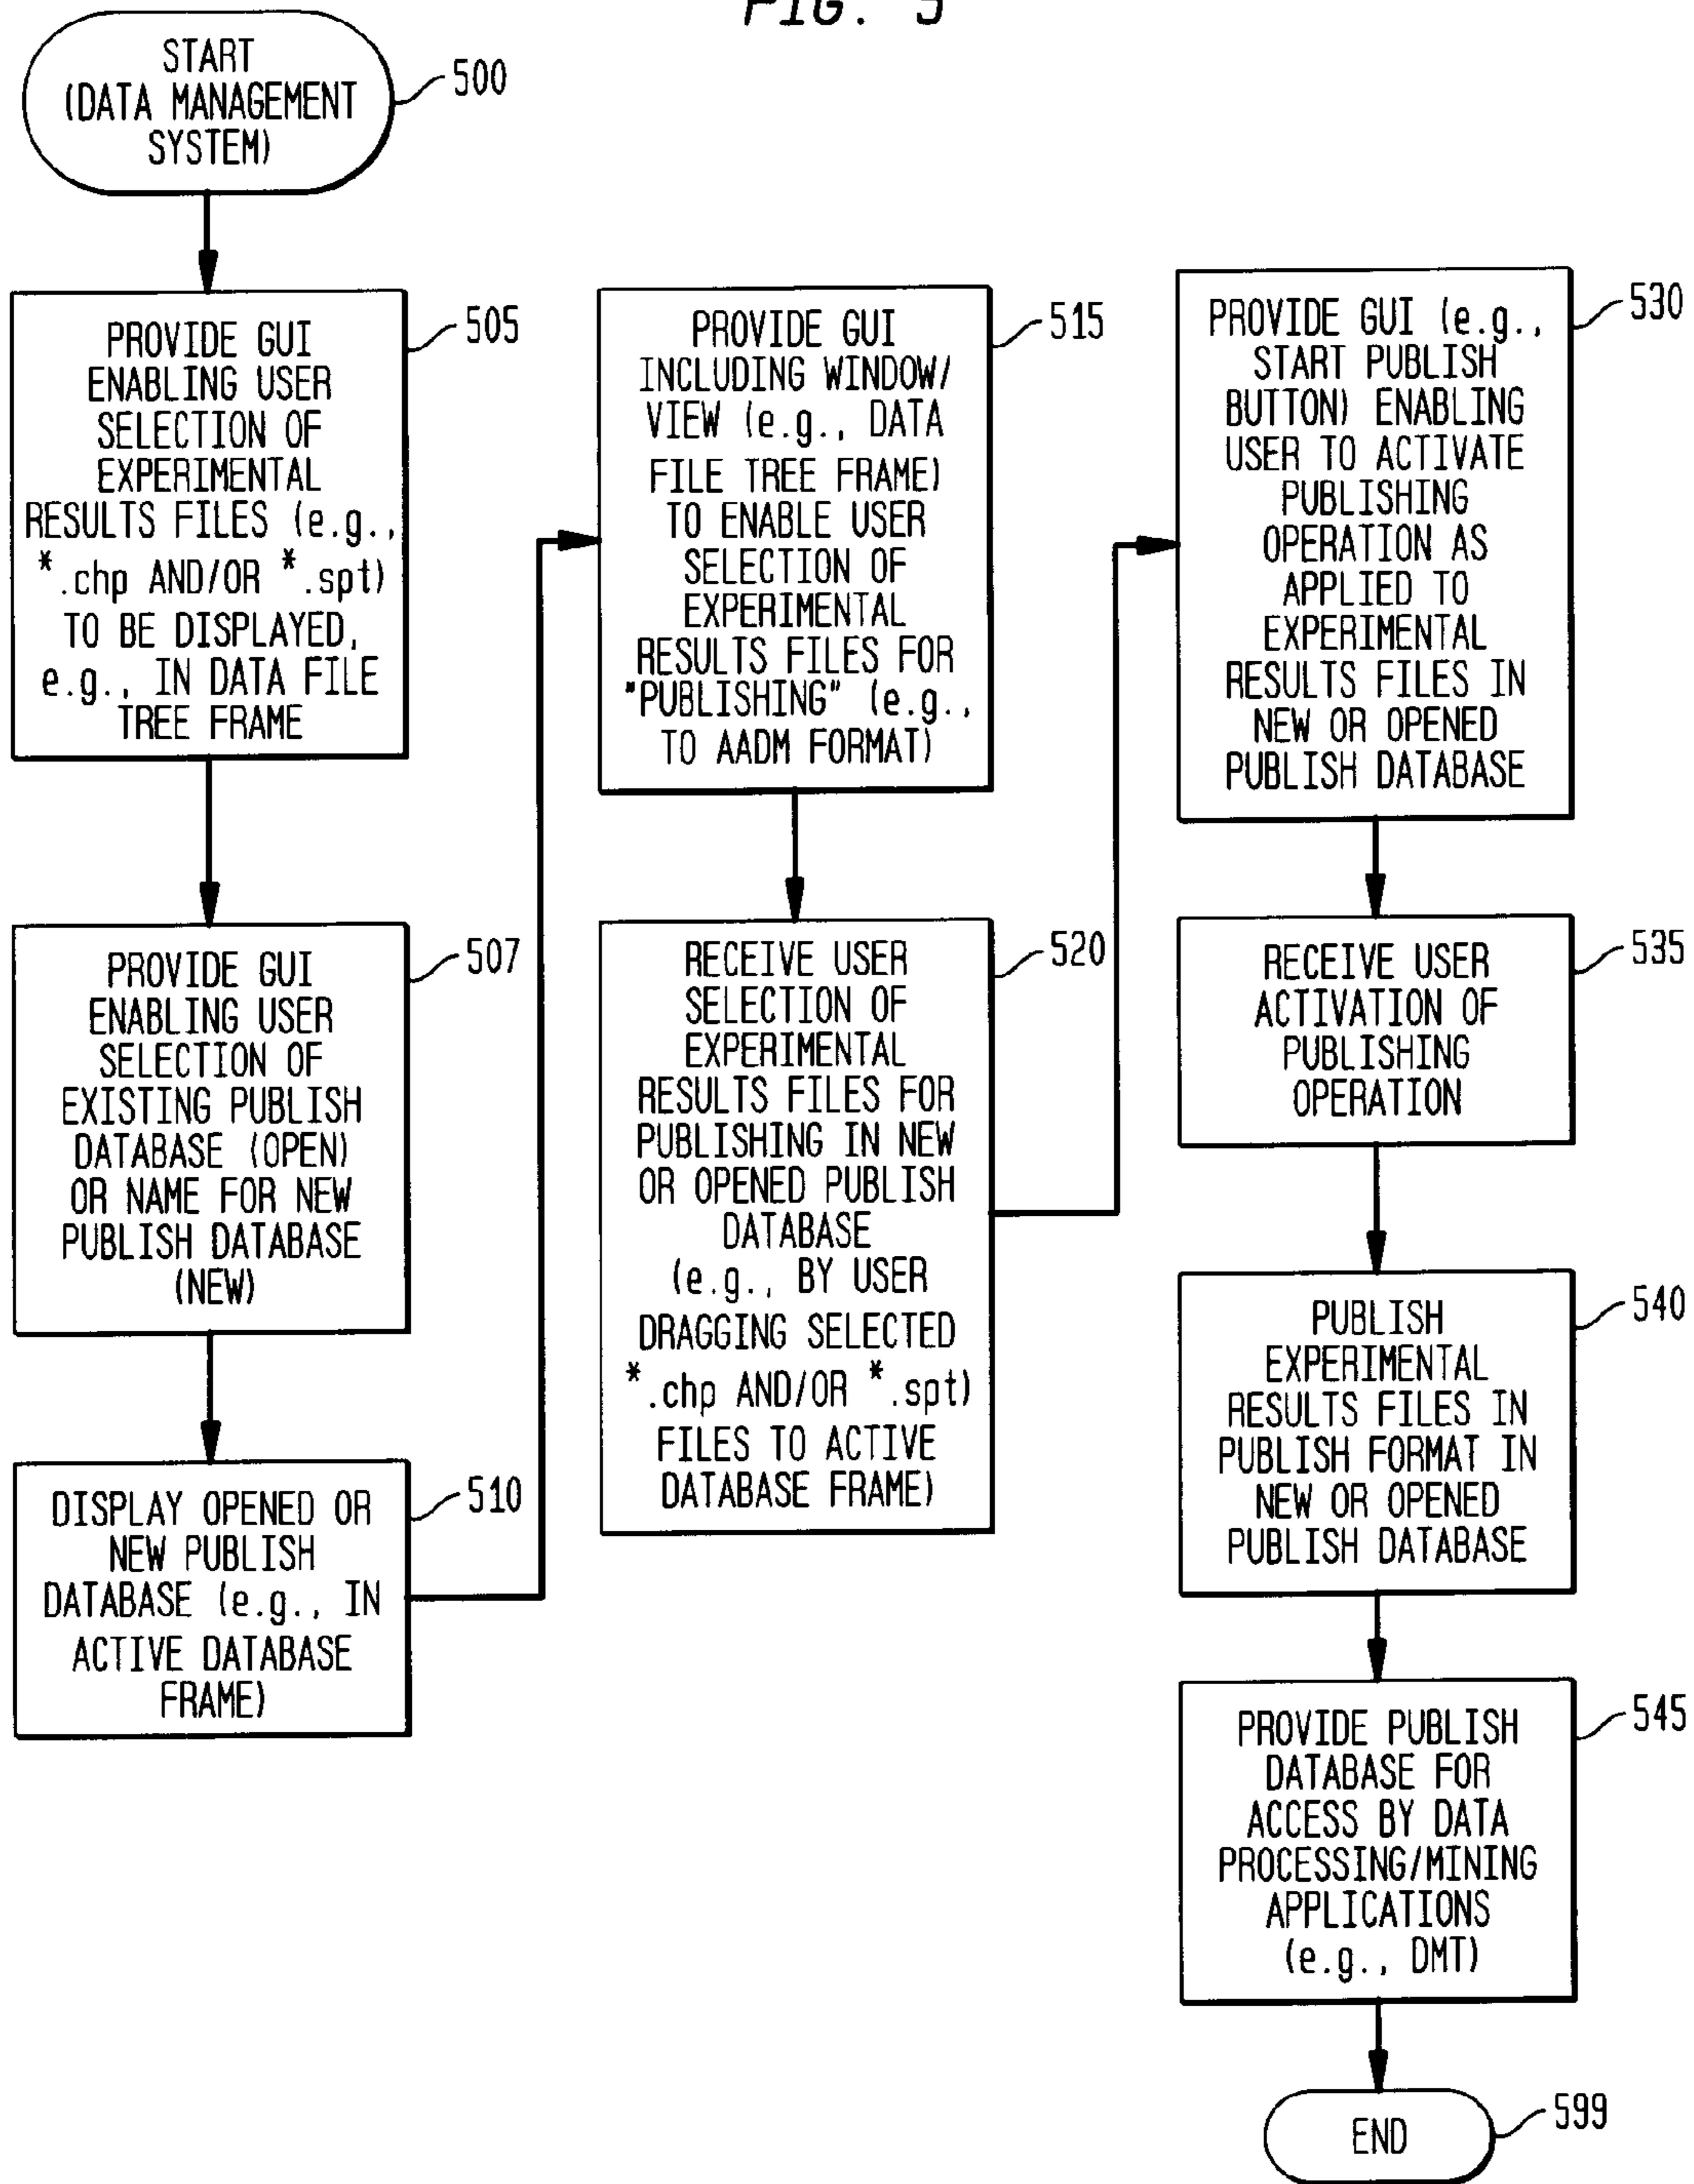 FIG. 5
START
(DATA MANAGEMENT
SYSTEM)
500
PROVIDE GUI
ENABLING USER
SELECTION OF
EXPERIMENTAL
RESULTS FILES (e.g.,
*.chp AND/OR *.spt)
TO BE DISPLAYED,
e.g., IN DATA FILE
TREE FRAME
505
PROVIDE GUI
ENABLING USER
SELECTION OF
EXISTING PUBLISH
DATABASE (OPEN)
OR NAME FOR NEW
PUBLISH DATABASE
(NEW)
507
DISPLAY OPENED OR
NEW PUBLISH
DATABASE (e.g., IN
ACTIVE DATABASE
FRAME)
510
PROVIDE GUI
INCLUDING WINDOW/
VIEW (e.g., DATA
FILE TREE FRAME)
TO ENABLE USER
SELECTION OF
EXPERIMENTAL
RESULTS FILES FOR
"PUBLISHING" (e.g.,
TO AADM FORMAT)
515
RECEIVE USER
SELECTION OF
EXPERIMENTAL
RESULTS FILES FOR
PUBLISHING IN NEW
OR OPENED PUBLISH
DATABASE
(e.g., BY USER
DRAGGING SELECTED
*.chp AND/OR *.spt)
FILES TO ACTIVE
DATABASE FRAME)
520
PROVIDE GUI (e.g.,
START PUBLISH
BUTTON) ENABLING
USER TO ACTIVATE
PUBLISHING
OPERATION AS
APPLIED TO
EXPERIMENTAL
RESULTS FILES IN
NEW OR OPENED
PUBLISH DATABASE
530
RECEIVE USER
ACTIVATION OF
PUBLISHING
OPERATION
535
PUBLISH
EXPERIMENTAL
RESULTS FILES IN
PUBLISH FORMAT IN
NEW OR OPENED
PUBLISH DATABASE
540
PROVIDE PUBLISH
DATABASE FOR
ACCESS BY DATA
PROCESSING/MINING
APPLICATIONS
(e.g., DMT)
545
END
599